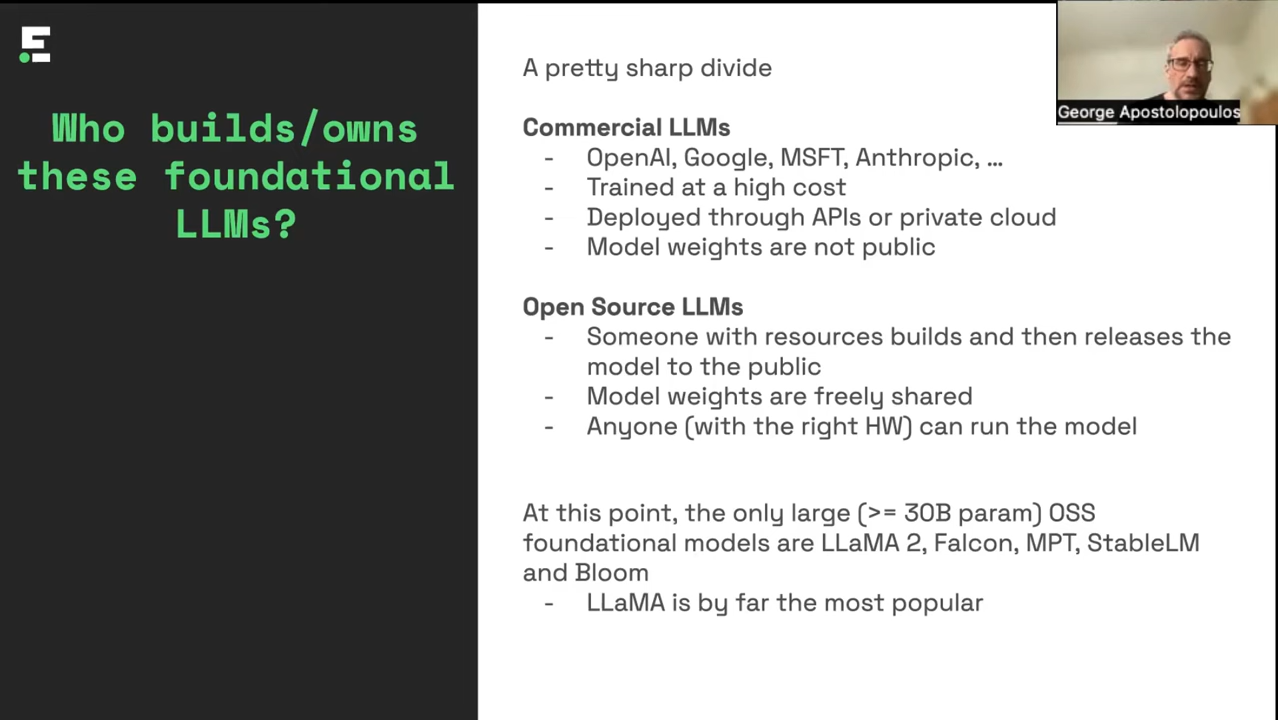 Who builds/owns
these foundational
LLMs?
A pretty sharp divide
Commercial LLMs
- OpenAI, Google, MSFT, Anthropic, ...
- Trained at a high cost
- Deployed through APIs or private cloud
- Model weights are not public
Open Source LLMs
- Someone with resources builds and then releases the
model to the public
- Model weights are freely shared
- Anyone (with the right HW) can run the model
At this point, the only large (>= 30B param) OSS
foundational models are LLaMA 2, Falcon, MPT, StableLM
and Bloom
- LLaMA is by far the most popular
George Apostolopoulos